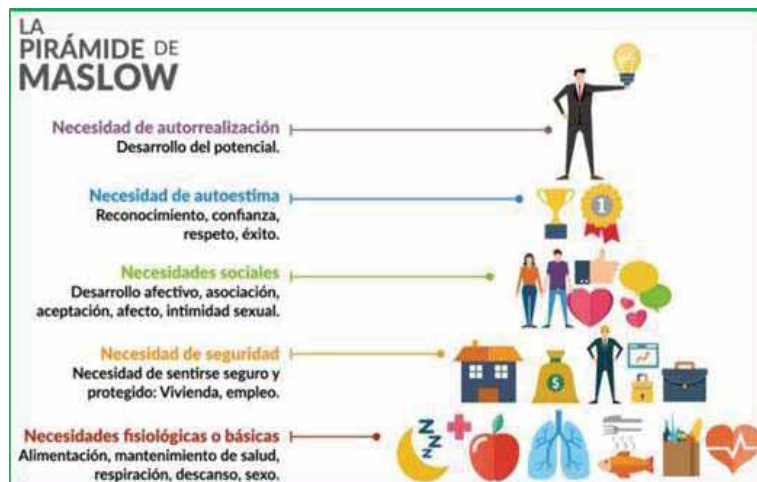 LA
PIRÁMIDE DE
MASLOW
Necesidad de autorrealización
Desarrollo del potencial.
Necesidad de autoestima
Reconocimiento, confianza,
respeto, éxito.
1
Necesidades sociales
Desarrollo afectivo, asociación,
aceptación, afecto, intimidad sexual.
Necesidad de seguridad
Necesidad de sentirse seguro y
protegido: Vivienda, empleo.
$
Necesidades fisiológicas o básicas
Alimentación, mantenimiento de salud,
respiración, descanso, sexo.
z z z